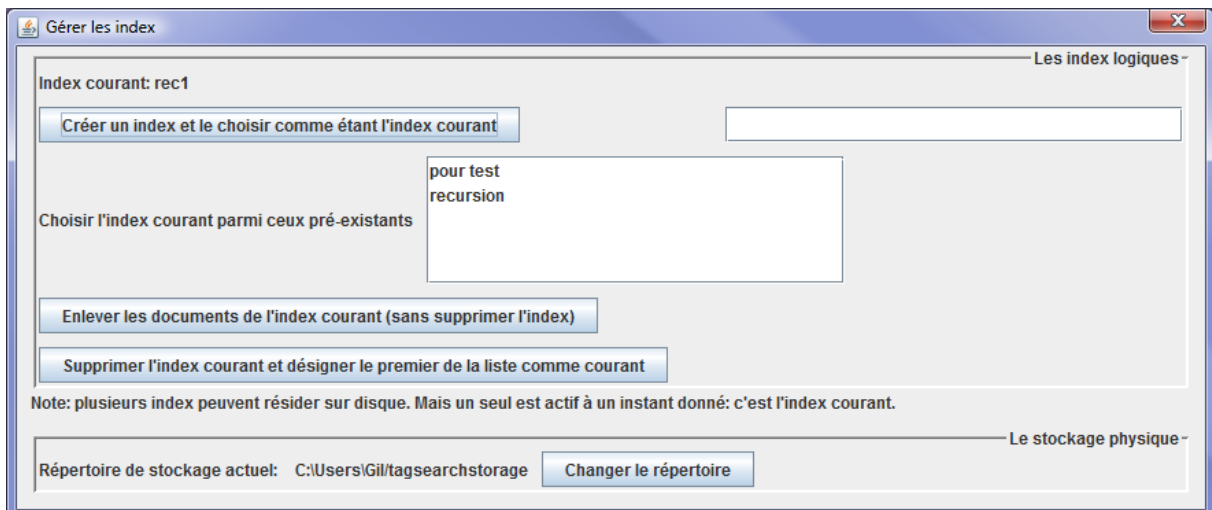 Gérer les index
Les index logiques
Index courant: rec1
Créer un index et le choisir comme étant l'index courant
pour test
recursion
Choisir l'index courant parmi ceux pré-existants
Enlever les documents de l'index courant (sans supprimer l'index)
Supprimer l'index courant et désigner le premier de la liste comme courant
Note: plusieurs index peuvent résider sur disque. Mais un seul est actif à un instant donné: c'est l'index courant.
Le stockage physique
Répertoire de stockage actuel: C:\Users\Gil/tagsearchstorage Changer le répertoire